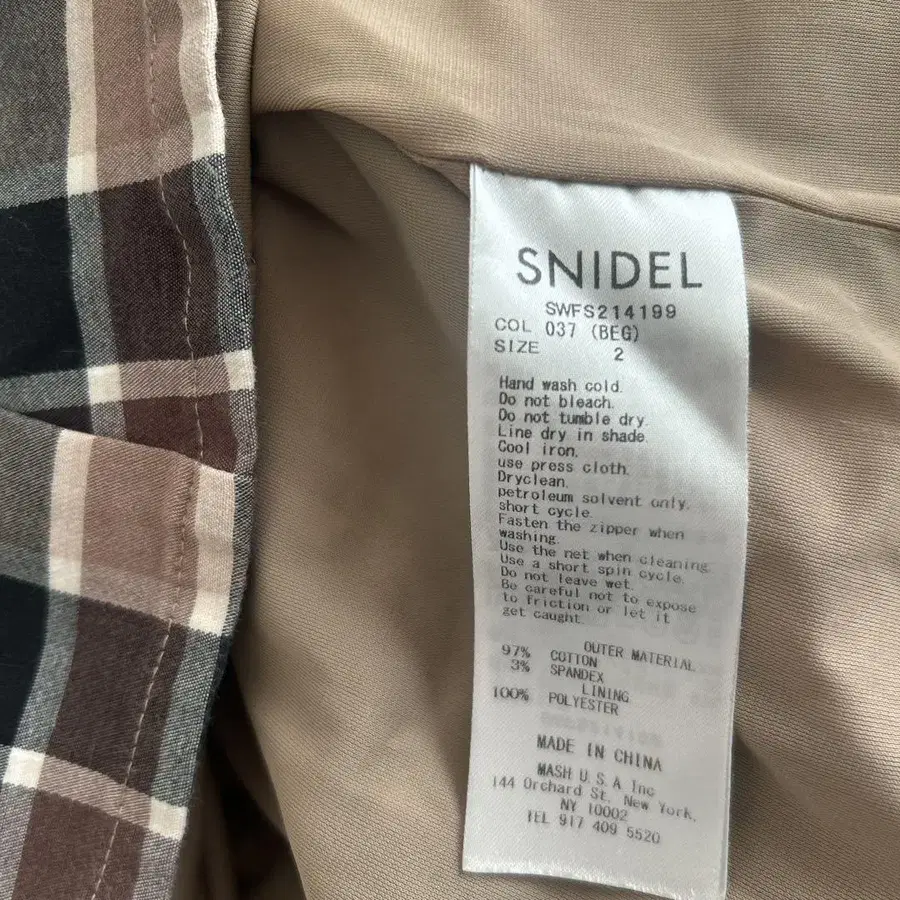 SNIDEL
SWFS214199
COL 037 (BEG)
SIZE 2
Hand wash cold.
Do not bleach.
Do not tumble dry.
Line dry in shade.
Cool iron,
use press cloth.
Dryclean,
petroleum solvent only,
short cycle.
Fasten the zipper when
washing.
Use the net when cleaning.
Use a short spin cycle.
Do not leave wet.
Be careful not to expose
to friction or let it
get caught.
OUTER MATERIAL
97% COTTON
3% SPANDEX
LINING
100% POLYESTER
MADE IN CHINA
MASH U.S.A Inc
144 Orchard St. New York,
NY 10002
TEL 917 409 5520